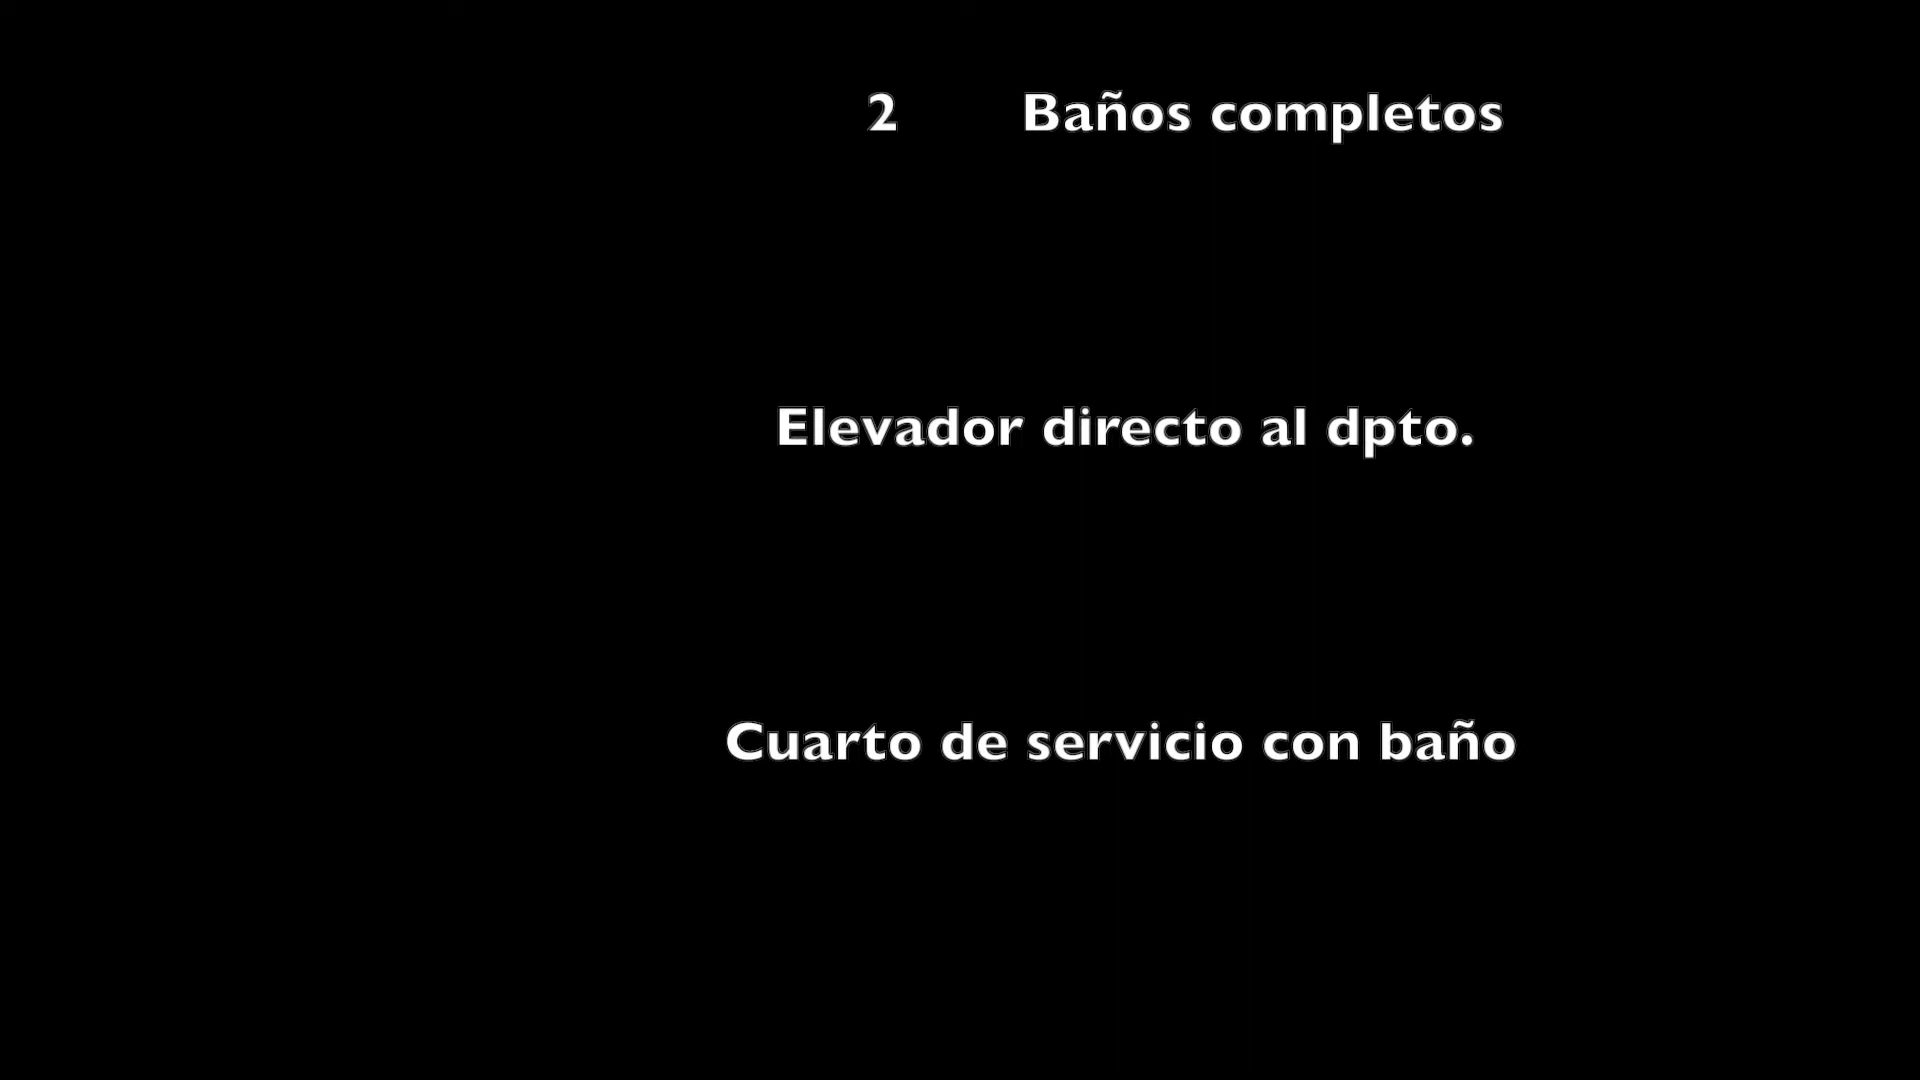 2 Baños completos
Elevador directo al dpto.
Cuarto de servicio con baño